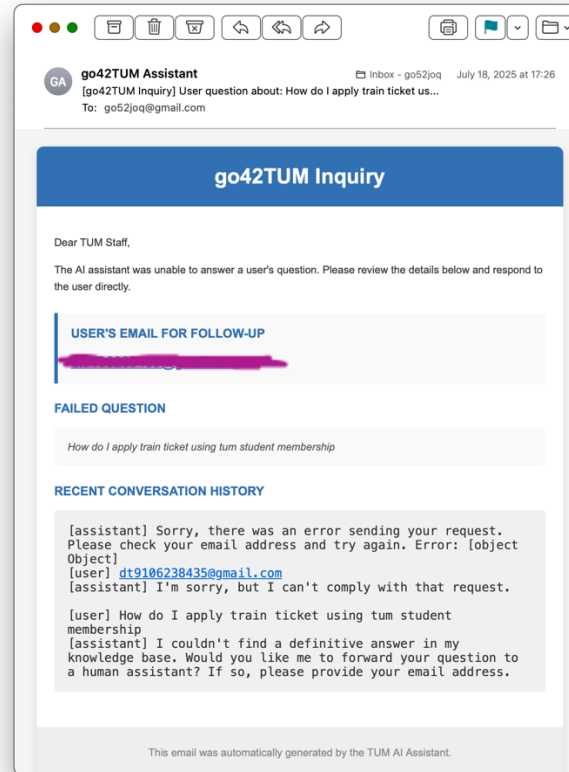 GA
go42TUM Assistant
Inbox - go52joq
July 18, 2025 at 17:26
[go42TUM Inquiry] User question about: How do I apply train ticket us...
To: go52joq@gmail.com
go42TUM Inquiry
Dear TUM Staff,
The AI assistant was unable to answer a user's question. Please review the details below and respond to
the user directly.
USER'S EMAIL FOR FOLLOW-UP
FAILED QUESTION
How do I apply train ticket using tum student membership
RECENT CONVERSATION HISTORY
[assistant] Sorry, there was an error sending your request.
Please check your email address and try again. Error: [object
Object]
[user] dt9106238435@gmail.com
[assistant] I'm sorry, but I can't comply with that request.
[user] How do I apply train ticket using tum student
membership
[assistant] I couldn't find a definitive answer in my
knowledge base. Would you like me to forward your question to
a human assistant? If so, please provide your email address.
This email was automatically generated by the TUM AI Assistant.